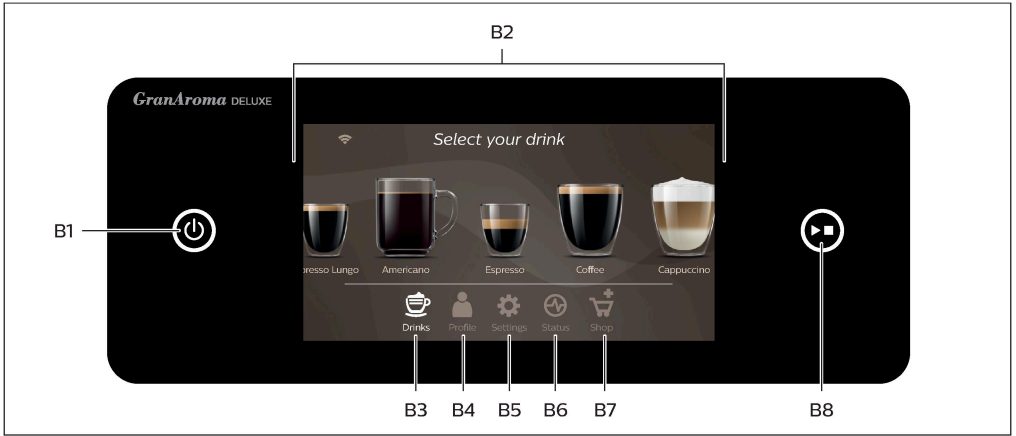 B2
GranAroma DELUXE
Select your drink
B1
resso Lungo Americano Espresso Coffee Cappuccino
Drinks Profile Settings Status Shop
B3 B4 B5 B6 B7 B8